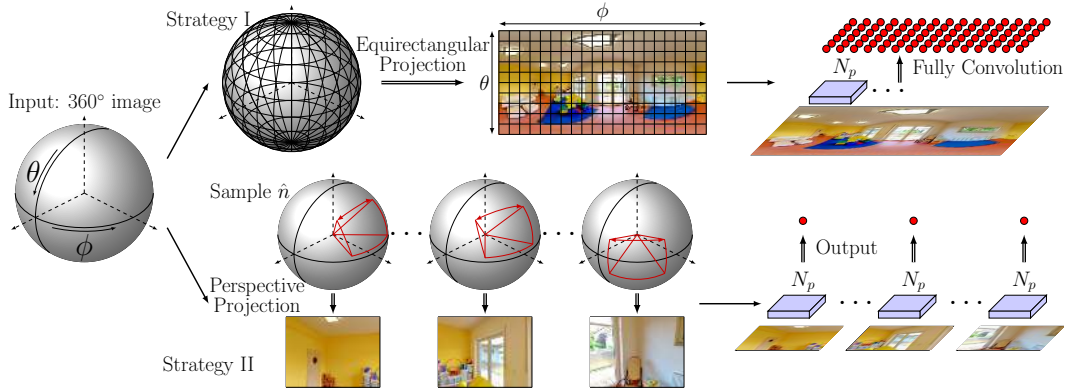 Strategy I
Equirectangular
Projection
ϕ
θ
N_p
Fully Convolution
Input: 360° image
θ
ϕ
Sample n̂
Perspective
Projection
Strategy II
Output
N_p
N_p
N_p